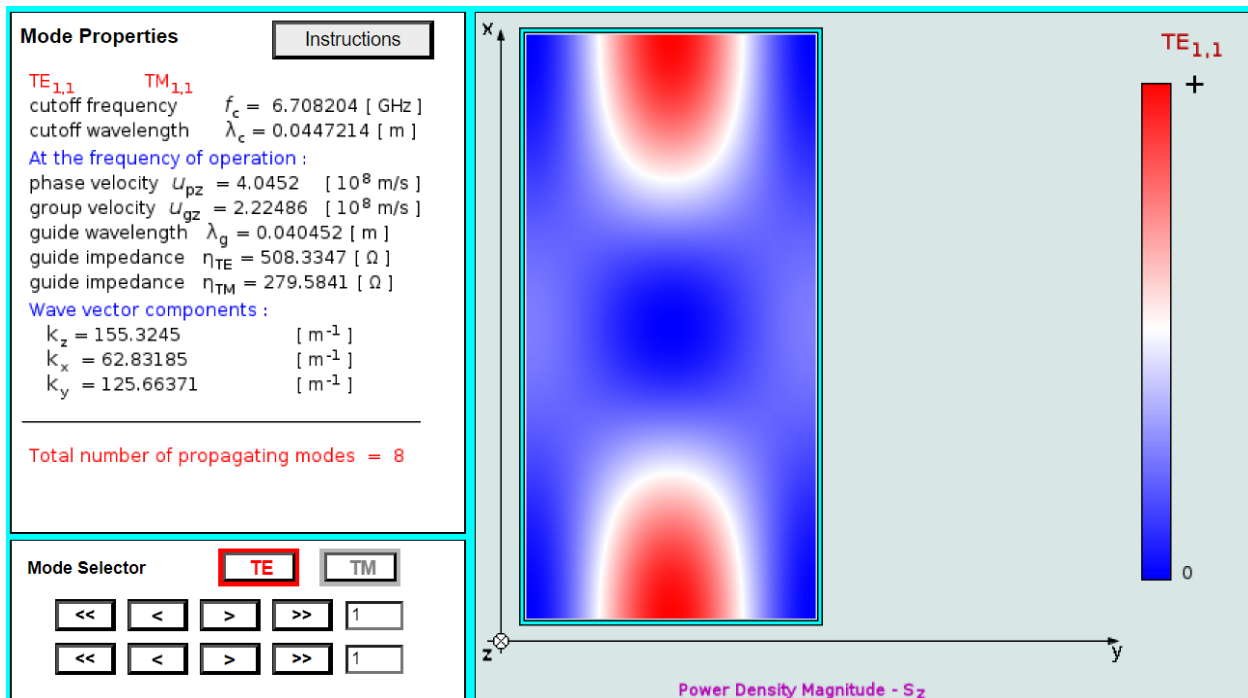 Mode Properties
Instructions
TE1,1 TM1,1
cutoff frequency fc = 6.708204 [ GHz ]
cutoff wavelength λc = 0.0447214 [ m ]
At the frequency of operation :
phase velocity upz = 4.0452 [ 10^8 m/s ]
group velocity ugz = 2.22486 [ 10^8 m/s ]
guide wavelength λg = 0.040452 [ m ]
guide impedance ηTE = 508.3347 [ Ω ]
guide impedance ηTM = 279.5841 [ Ω ]
Wave vector components :
kz = 155.3245 [ m^-1 ]
kx = 62.83185 [ m^-1 ]
ky = 125.66371 [ m^-1 ]
Total number of propagating modes = 8
Mode Selector
TE
TM
<< < > >> 1
<< < > >> 1
x
TE1,1
+
0
z
y
Power Density Magnitude - Sz